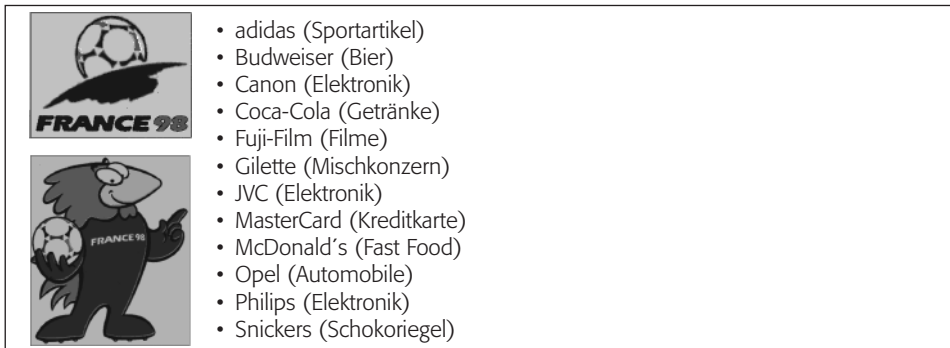 FRANCE 98
FRANCE 98
• adidas (Sportartikel)
• Budweiser (Bier)
• Canon (Elektronik)
• Coca-Cola (Getränke)
• Fuji-Film (Filme)
• Gilette (Mischkonzern)
• JVC (Elektronik)
• MasterCard (Kreditkarte)
• McDonald´s (Fast Food)
• Opel (Automobile)
• Philips (Elektronik)
• Snickers (Schokoriegel)